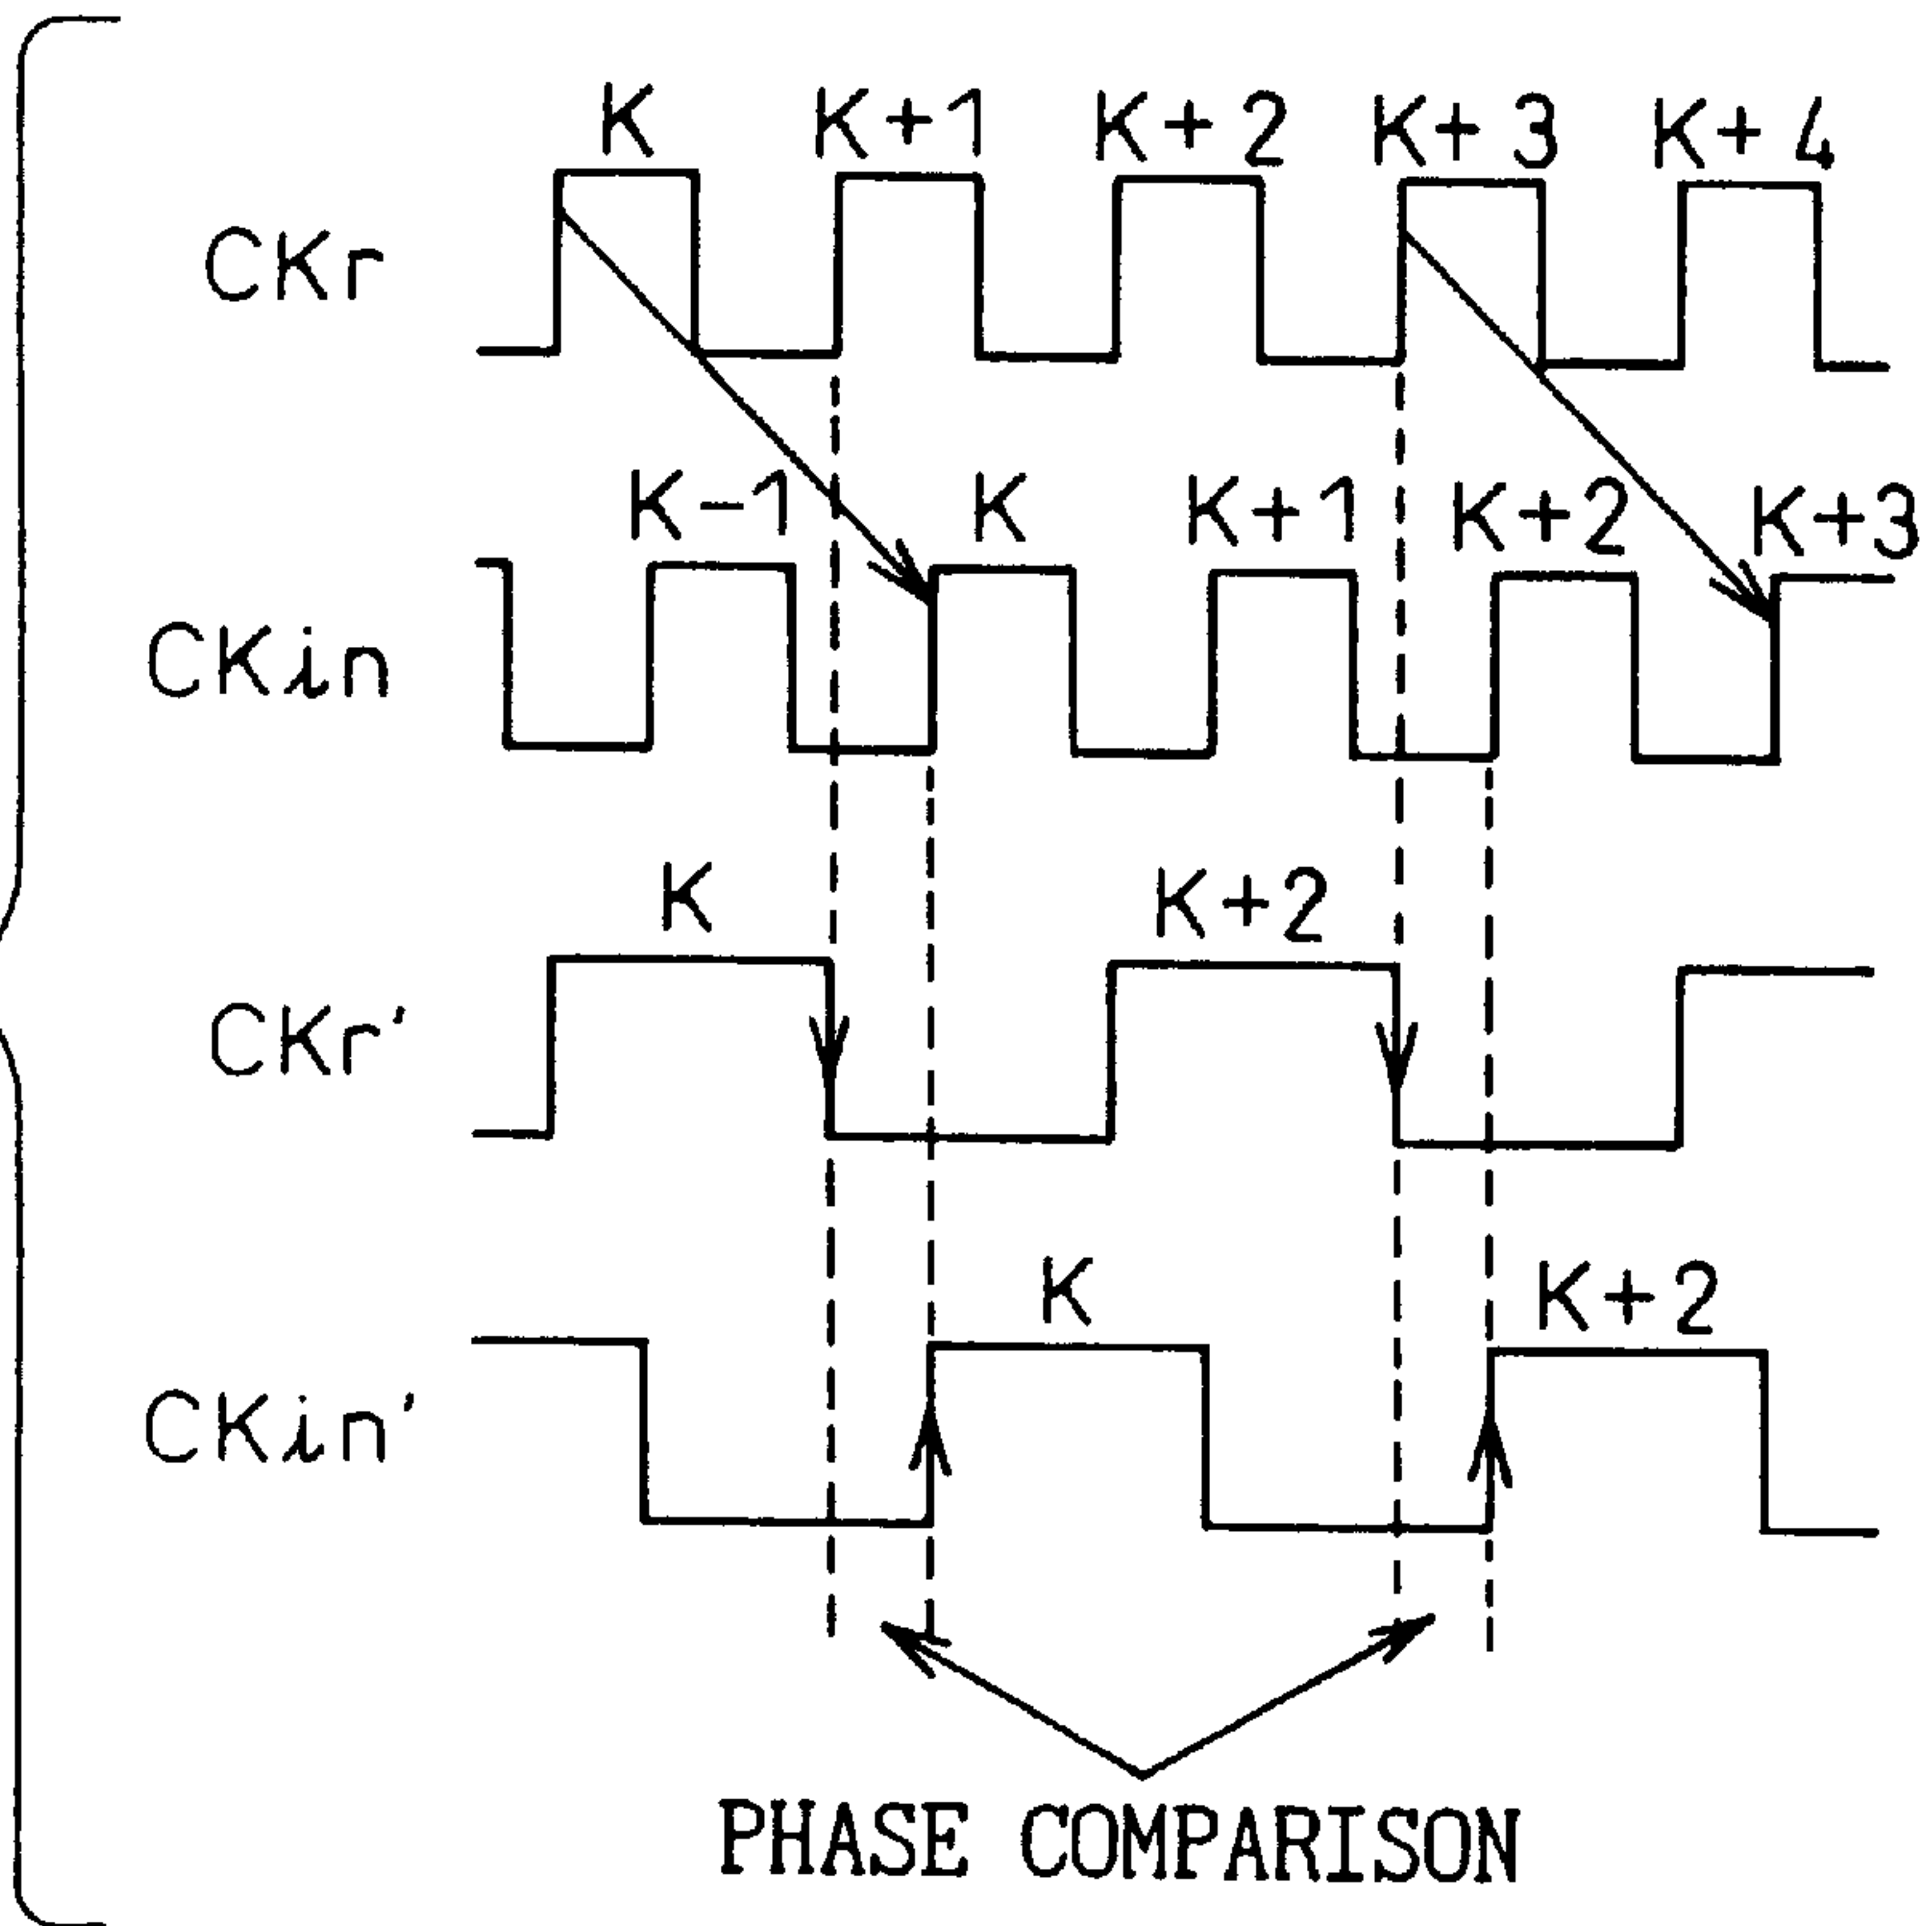 K K+1 K+2 K+3 K+4
CKr
K-1 K K+1 K+2 K+3
CKin
K K+2
CKr'
K K+2
CKin'
PHASE COMPARISON